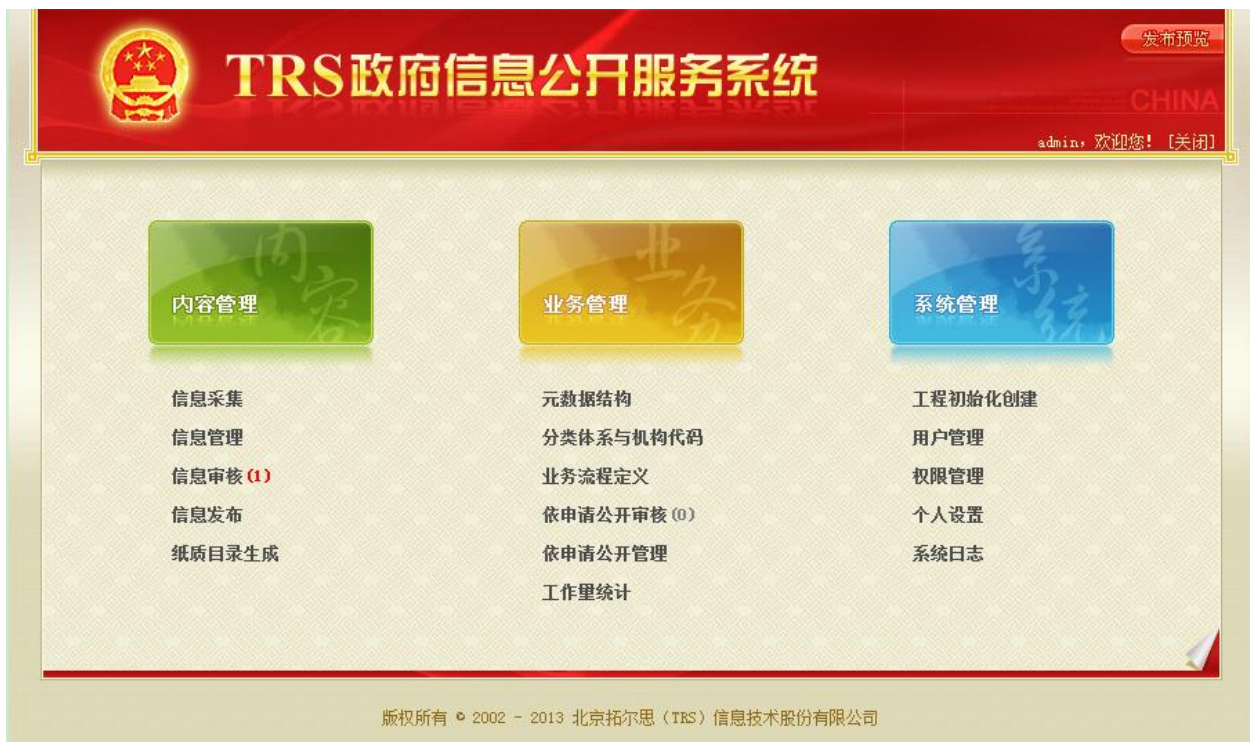 发布预览
TRS政府信息公开服务系统
CHINA
admin，欢迎您！ [关闭]
内容
内容管理
业务
业务管理
系统
系统管理
信息采集
信息管理
信息审核(1)
信息发布
纸质目录生成
元数据结构
分类体系与机构代码
业务流程定义
依申请公开审核(0)
依申请公开管理
工作量统计
工程初始化创建
用户管理
权限管理
个人设置
系统日志
版权所有 © 2002 - 2013 北京拓尔思（TRS）信息技术股份有限公司